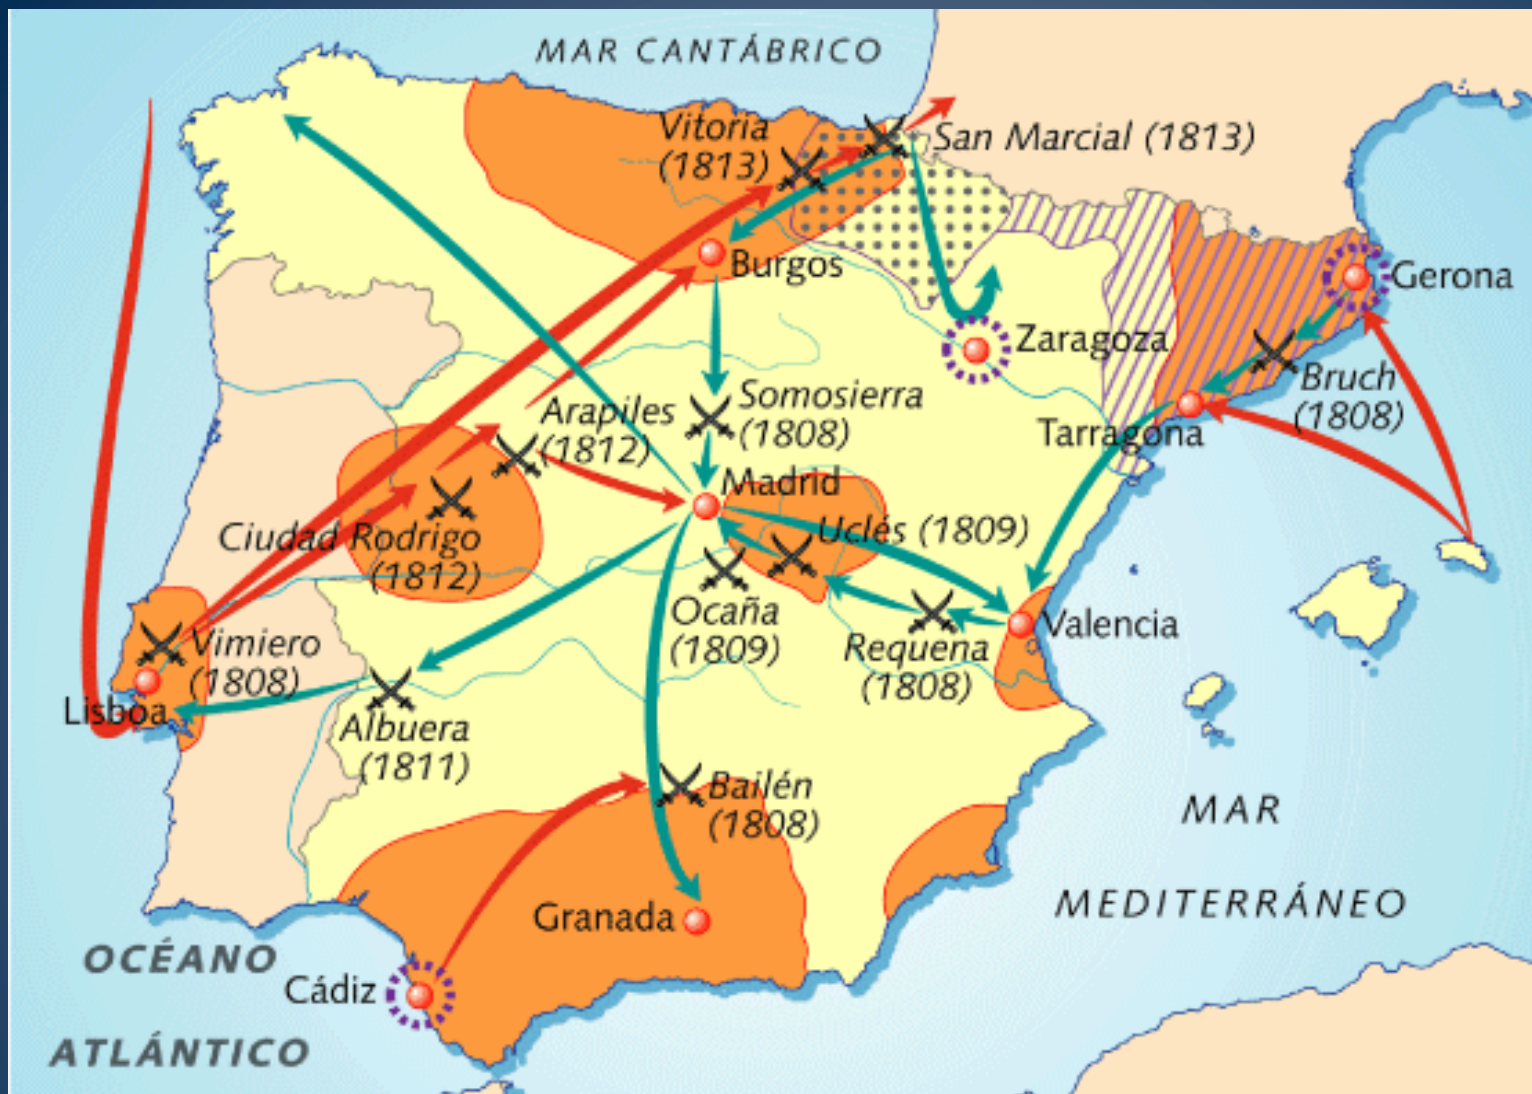 MAR CANTÁBRICO
Vitoria
(1813)
San Marcial (1813)
Burgos
Gerona
Zaragoza
Bruch
(1808)
Somosierra
(1808)
Arapiles
(1812)
Tarragona
Madrid
Uclés (1809)
Ciudad Rodrigo
(1812)
Ocaña
(1809)
Requena
(1808)
Valencia
Vimiero
(1808)
Lisboa
Albuera
(1811)
Bailén
(1808)
MAR
MEDITERRÁNEO
Granada
OCÉANO
ATLÁNTICO
Cádiz